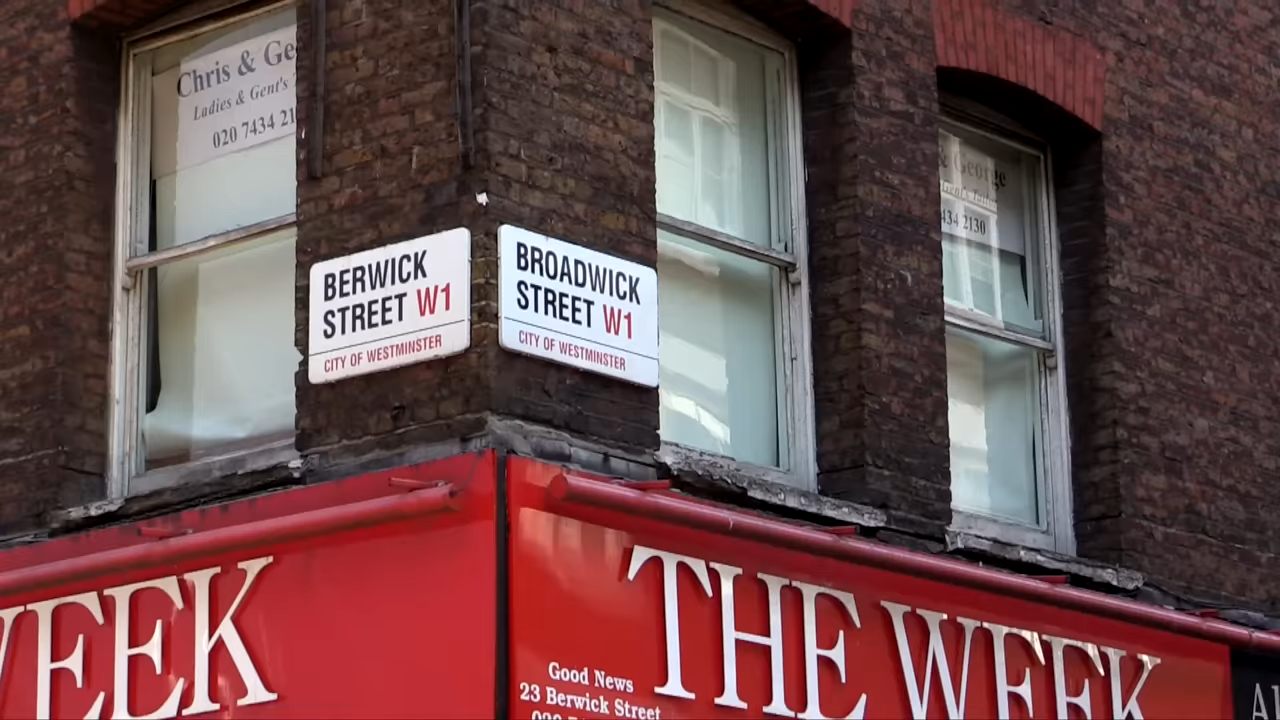 Chris & Ge
Ladies & Gent's
020 7434 21
& George
434 2130
BERWICK
STREET W1
CITY OF WESTMINSTER
BROADWICK
STREET W1
CITY OF WESTMINSTER
WEEK
THE WEEK
Good News
23 Berwick Street